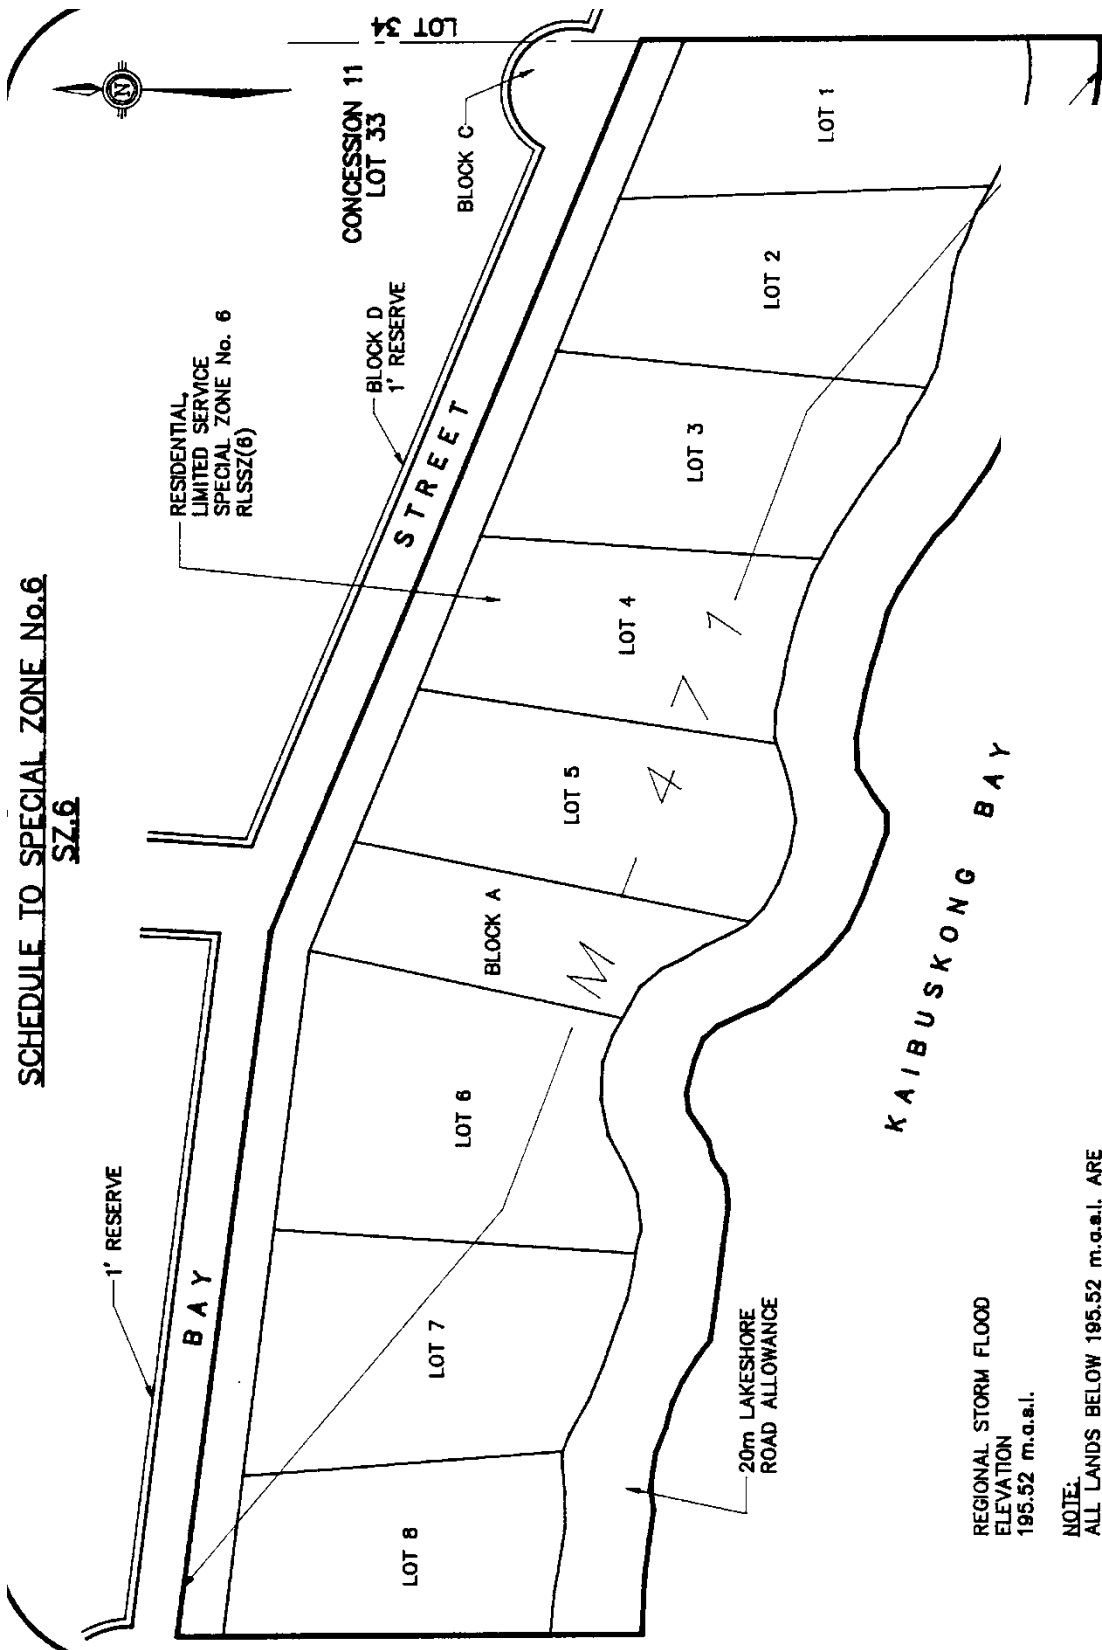 SCHEDULE TO SPECIAL ZONE No.6
SZ.6
N
LOT 34
CONCESSION 11
LOT 33
BLOCK C
RESIDENTIAL,
LIMITED SERVICE
SPECIAL ZONE No. 6
RLSSZ(6)
BLOCK D
1' RESERVE
1' RESERVE
BAY STREET
LOT 8
LOT 7
LOT 6
BLOCK A
LOT 5
LOT 4
LOT 3
LOT 2
LOT 1
M 471
20m LAKESHORE
ROAD ALLOWANCE
KAIBUSKONG BAY
REGIONAL STORM FLOOD
ELEVATION
195.52 m.a.s.l.
NOTE:
ALL LANDS BELOW 195.52 m.a.s.l. ARE